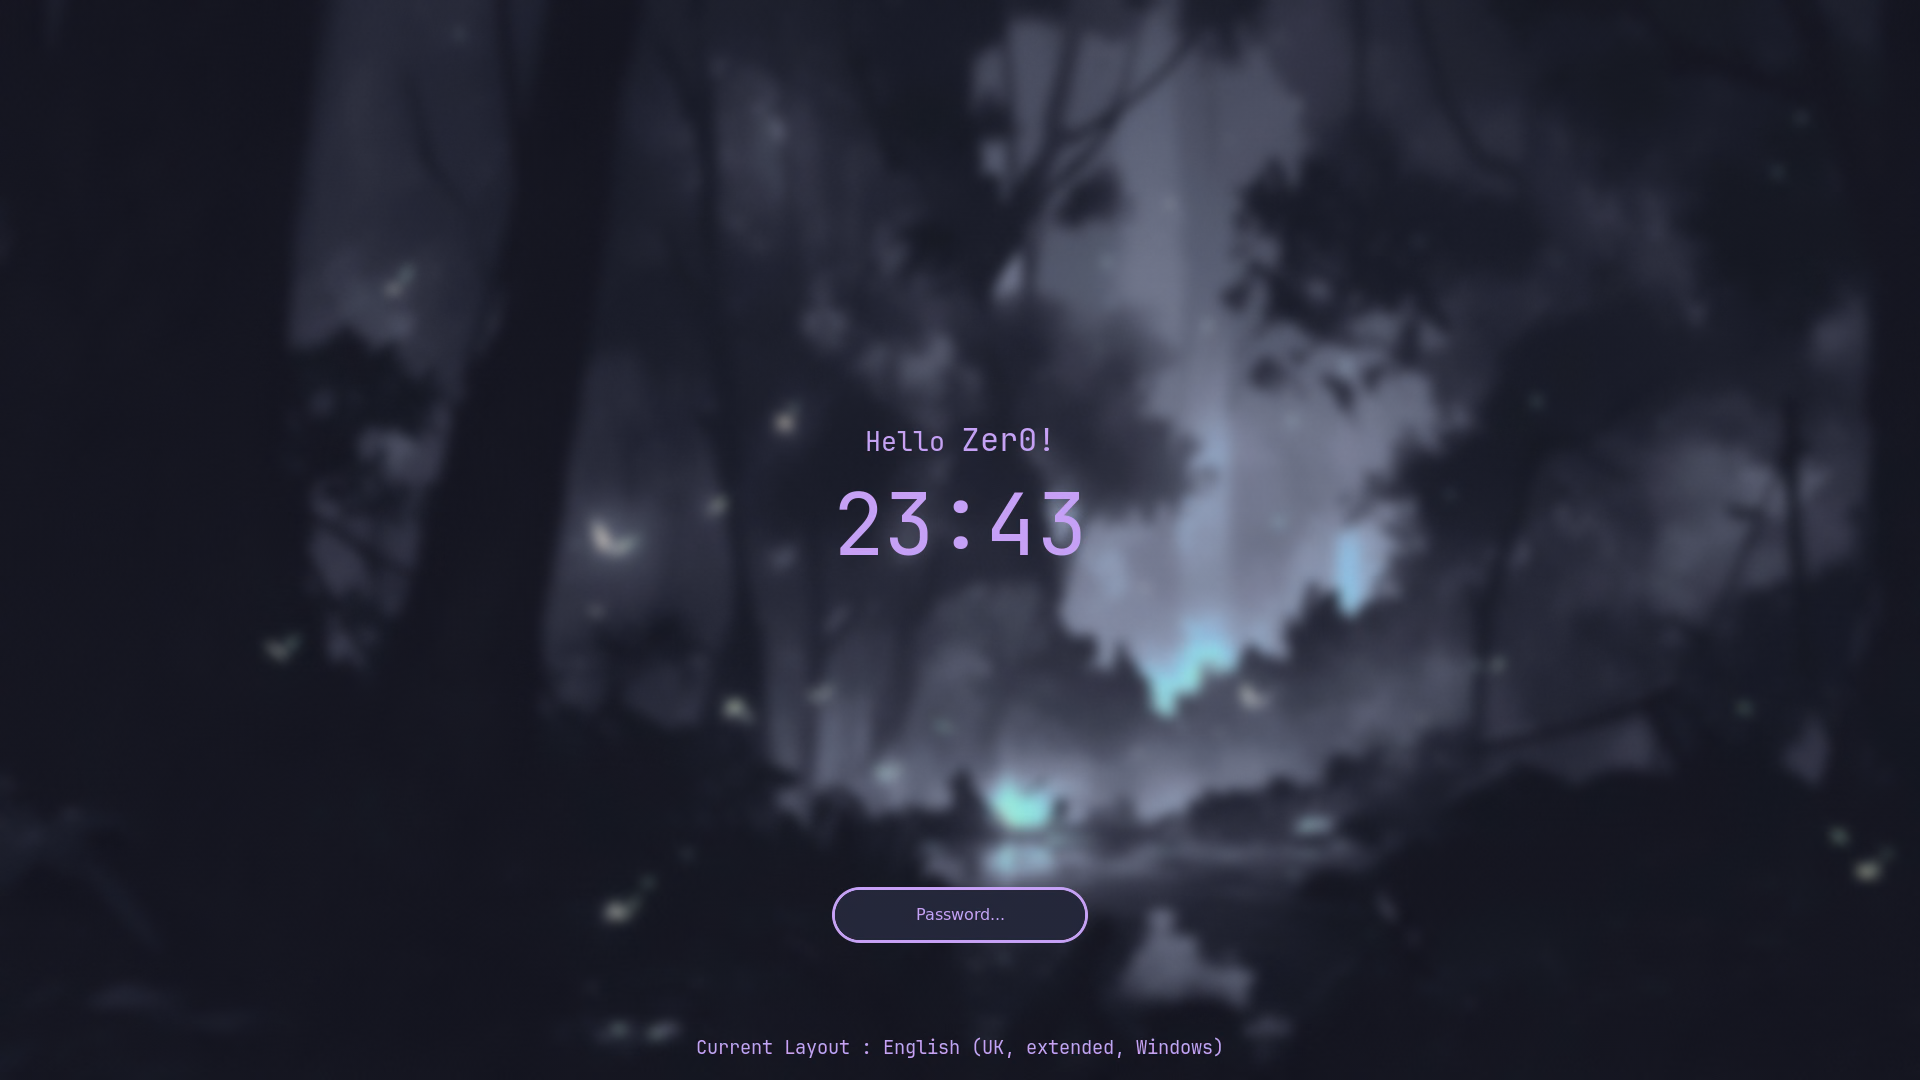 Hello Zer0!
23:43
Password...
Current Layout : English (UK, extended, Windows)